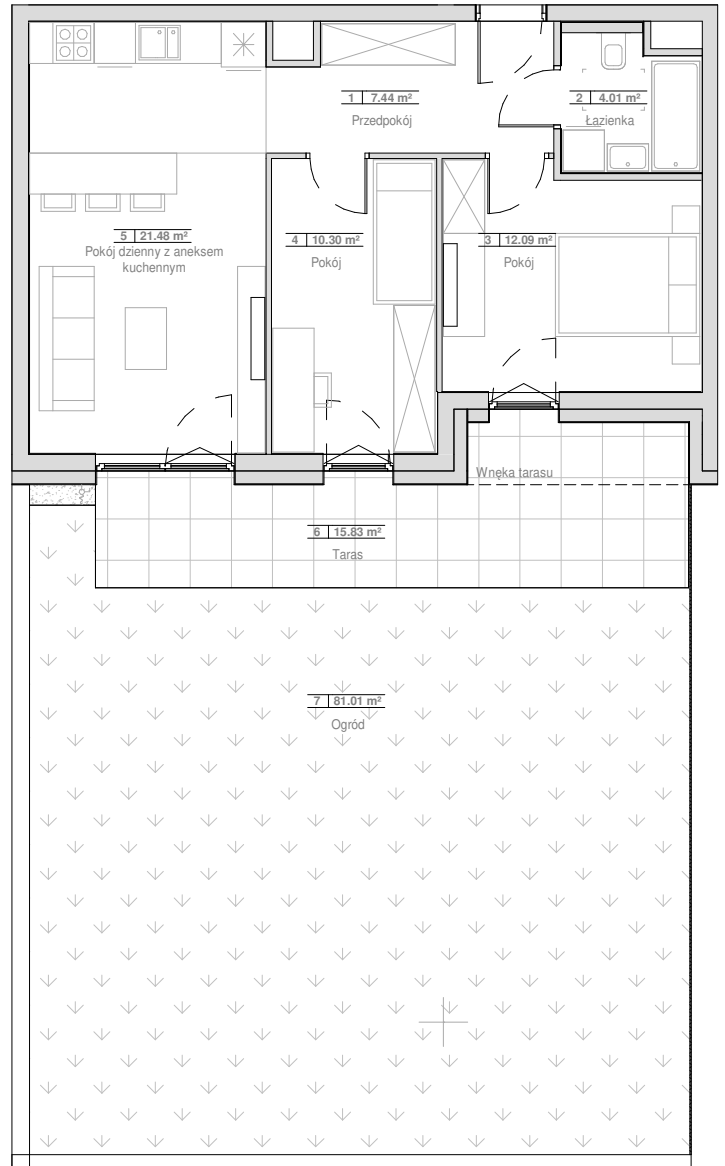 1 7.44 m²
Przedpokój
2 4.01 m²
Łazienka
5 21.48 m²
Pokój dzienny z aneksem
kuchennym
4 10.30 m²
Pokój
3 12.09 m²
Pokój
Wnęka tarasu
6 15.83 m²
Taras
7 81.01 m²
Ogród